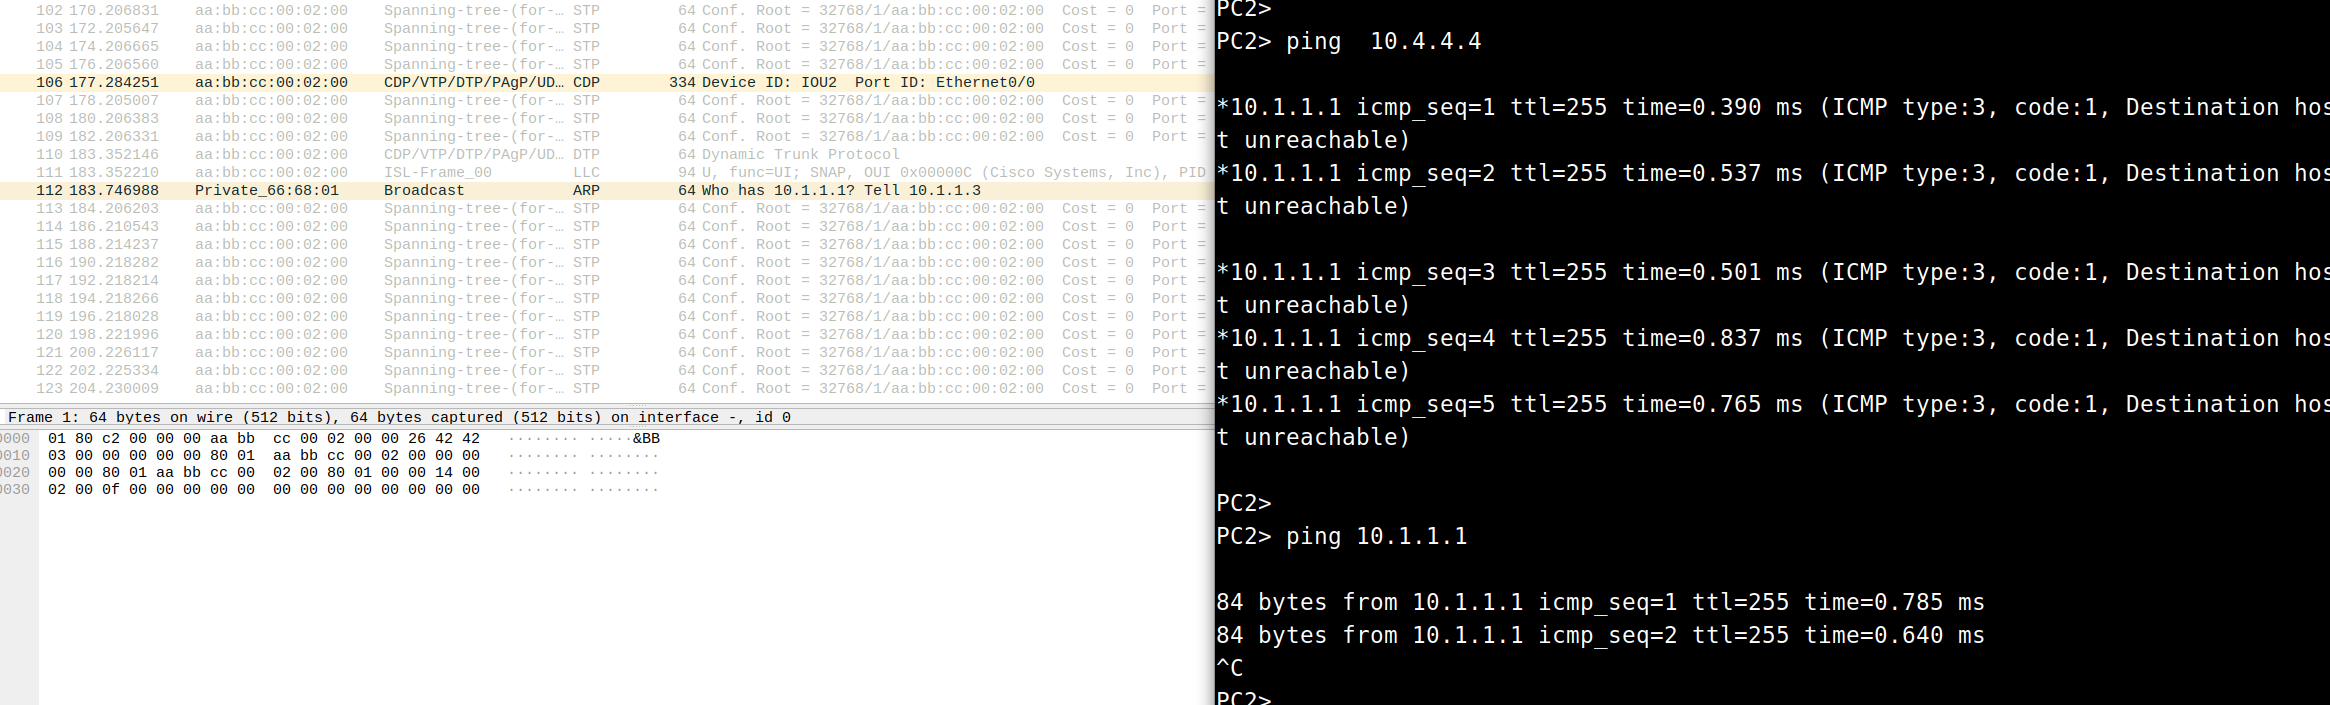 102 170.206831 aa:bb:cc:00:02:00 Spanning-tree-(for-… STP 64 Conf. Root = 32768/1/aa:bb:cc:00:02:00 Cost = 0 Port =
103 172.205647 aa:bb:cc:00:02:00 Spanning-tree-(for-… STP 64 Conf. Root = 32768/1/aa:bb:cc:00:02:00 Cost = 0 Port =
104 174.206665 aa:bb:cc:00:02:00 Spanning-tree-(for-… STP 64 Conf. Root = 32768/1/aa:bb:cc:00:02:00 Cost = 0 Port =
105 176.206560 aa:bb:cc:00:02:00 Spanning-tree-(for-… STP 64 Conf. Root = 32768/1/aa:bb:cc:00:02:00 Cost = 0 Port =
106 177.284251 aa:bb:cc:00:02:00 CDP/VTP/DTP/PAgP/UD… CDP 334 Device ID: IOU2 Port ID: Ethernet0/0
107 178.205007 aa:bb:cc:00:02:00 Spanning-tree-(for-… STP 64 Conf. Root = 32768/1/aa:bb:cc:00:02:00 Cost = 0 Port =
108 180.206383 aa:bb:cc:00:02:00 Spanning-tree-(for-… STP 64 Conf. Root = 32768/1/aa:bb:cc:00:02:00 Cost = 0 Port =
109 182.206331 aa:bb:cc:00:02:00 Spanning-tree-(for-… STP 64 Conf. Root = 32768/1/aa:bb:cc:00:02:00 Cost = 0 Port =
110 183.352146 aa:bb:cc:00:02:00 CDP/VTP/DTP/PAgP/UD… DTP 64 Dynamic Trunk Protocol
111 183.352210 aa:bb:cc:00:02:00 ISL-Frame_00 LLC 94 U, func=UI; SNAP, OUI 0x00000C (Cisco Systems, Inc), PID
112 183.746988 Private_66:68:01 Broadcast ARP 64 Who has 10.1.1.1? Tell 10.1.1.3
113 184.206203 aa:bb:cc:00:02:00 Spanning-tree-(for-… STP 64 Conf. Root = 32768/1/aa:bb:cc:00:02:00 Cost = 0 Port =
114 186.210543 aa:bb:cc:00:02:00 Spanning-tree-(for-… STP 64 Conf. Root = 32768/1/aa:bb:cc:00:02:00 Cost = 0 Port =
115 188.214237 aa:bb:cc:00:02:00 Spanning-tree-(for-… STP 64 Conf. Root = 32768/1/aa:bb:cc:00:02:00 Cost = 0 Port =
116 190.218282 aa:bb:cc:00:02:00 Spanning-tree-(for-… STP 64 Conf. Root = 32768/1/aa:bb:cc:00:02:00 Cost = 0 Port =
117 192.218214 aa:bb:cc:00:02:00 Spanning-tree-(for-… STP 64 Conf. Root = 32768/1/aa:bb:cc:00:02:00 Cost = 0 Port =
118 194.218266 aa:bb:cc:00:02:00 Spanning-tree-(for-… STP 64 Conf. Root = 32768/1/aa:bb:cc:00:02:00 Cost = 0 Port =
119 196.218028 aa:bb:cc:00:02:00 Spanning-tree-(for-… STP 64 Conf. Root = 32768/1/aa:bb:cc:00:02:00 Cost = 0 Port =
120 198.221996 aa:bb:cc:00:02:00 Spanning-tree-(for-… STP 64 Conf. Root = 32768/1/aa:bb:cc:00:02:00 Cost = 0 Port =
121 200.226117 aa:bb:cc:00:02:00 Spanning-tree-(for-… STP 64 Conf. Root = 32768/1/aa:bb:cc:00:02:00 Cost = 0 Port =
122 202.225334 aa:bb:cc:00:02:00 Spanning-tree-(for-… STP 64 Conf. Root = 32768/1/aa:bb:cc:00:02:00 Cost = 0 Port =
123 204.230009 aa:bb:cc:00:02:00 Spanning-tree-(for-… STP 64 Conf. Root = 32768/1/aa:bb:cc:00:02:00 Cost = 0 Port =
Frame 1: 64 bytes on wire (512 bits), 64 bytes captured (512 bits) on interface -, id 0
0000 01 80 c2 00 00 00 aa bb cc 00 02 00 00 26 42 42 ········ ·····&BB
0010 03 00 00 00 00 00 80 01 aa bb cc 00 02 00 00 00 ········ ········
0020 00 00 80 01 aa bb cc 00 02 00 80 01 00 00 14 00 ········ ········
0030 02 00 0f 00 00 00 00 00 00 00 00 00 00 00 00 00 ········ ········
PC2>
PC2> ping  10.4.4.4
*10.1.1.1 icmp_seq=1 ttl=255 time=0.390 ms (ICMP type:3, code:1, Destination hos
t unreachable)
*10.1.1.1 icmp_seq=2 ttl=255 time=0.537 ms (ICMP type:3, code:1, Destination hos
t unreachable)
*10.1.1.1 icmp_seq=3 ttl=255 time=0.501 ms (ICMP type:3, code:1, Destination hos
t unreachable)
*10.1.1.1 icmp_seq=4 ttl=255 time=0.837 ms (ICMP type:3, code:1, Destination hos
t unreachable)
*10.1.1.1 icmp_seq=5 ttl=255 time=0.765 ms (ICMP type:3, code:1, Destination hos
t unreachable)
PC2>
PC2> ping 10.1.1.1
84 bytes from 10.1.1.1 icmp_seq=1 ttl=255 time=0.785 ms
84 bytes from 10.1.1.1 icmp_seq=2 ttl=255 time=0.640 ms
^C
PC2>